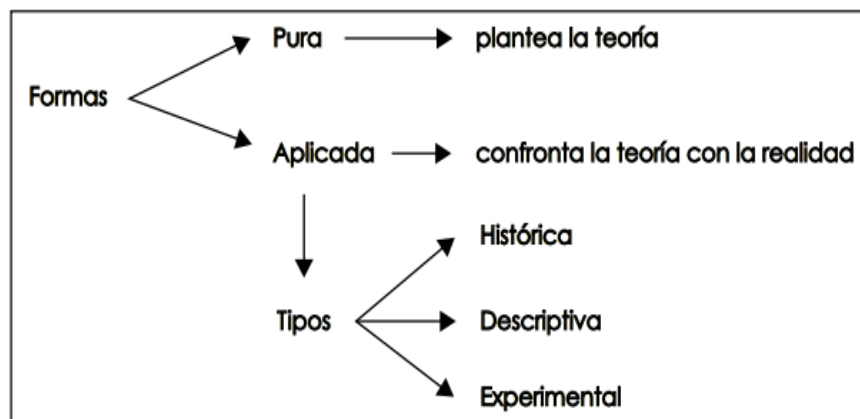 Pura
plantea la teoría
Formas
Aplicada
confronta la teoría con la realidad
Histórica
Tipos
Descriptiva
Experimental